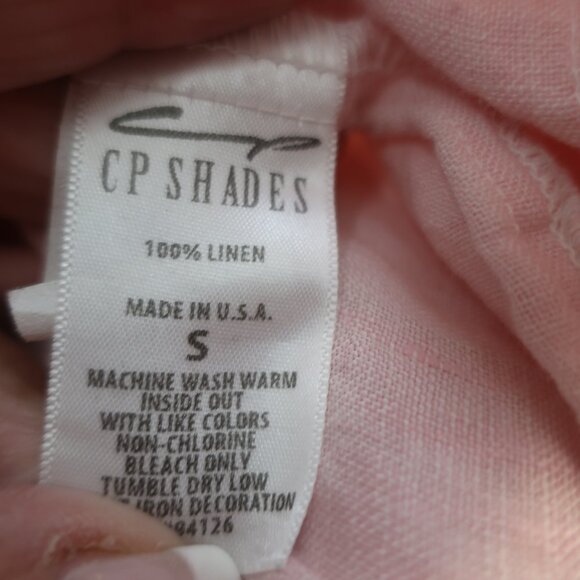 CP SHADES
100% LINEN
MADE IN U.S.A.
S
MACHINE WASH WARM
INSIDE OUT
WITH LIKE COLORS
NON-CHLORINE
BLEACH ONLY
TUMBLE DRY LOW
IRON DECORATION
94126